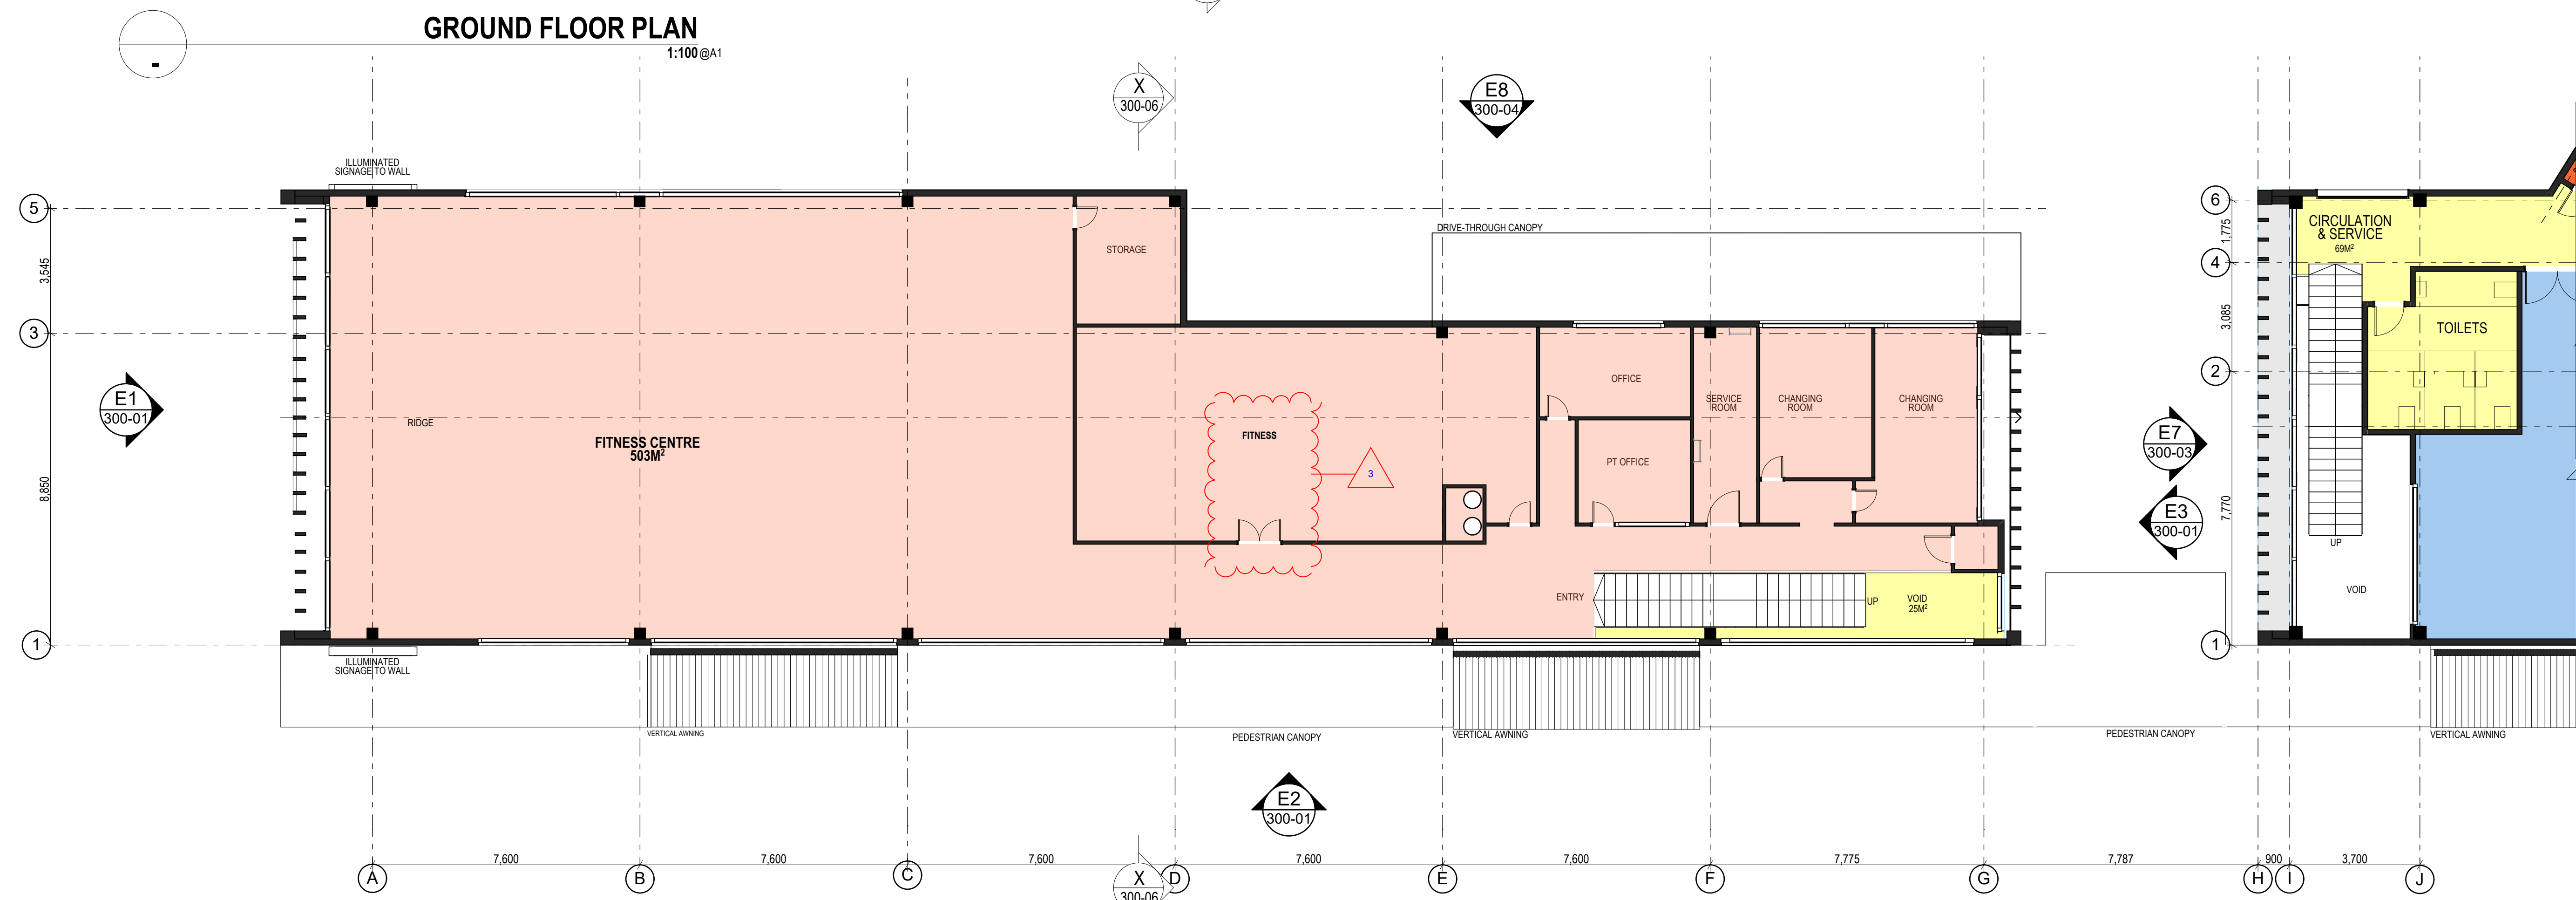 GROUND FLOOR PLAN
1:100 @A1
-
X
300-06
E8
300-04
ILLUMINATED
SIGNAGE TO WALL
5
3
1
3,545
8,850
E1
300-01
STORAGE
DRIVE-THROUGH CANOPY
RIDGE
FITNESS CENTRE
503M²
FITNESS
3
OFFICE
PT OFFICE
SERVICE
ROOM
CHANGING
ROOM
CHANGING
ROOM
ENTRY
UP
VOID
25M²
ILLUMINATED
SIGNAGE TO WALL
VERTICAL AWNING
PEDESTRIAN CANOPY
VERTICAL AWNING
E2
300-01
6
4
2
1
1,775
3,085
7,770
CIRCULATION
& SERVICE
69M²
TOILETS
E7
300-03
E3
300-01
UP
VOID
PEDESTRIAN CANOPY
VERTICAL AWNING
7,600
7,600
7,600
7,600
7,600
7,775
7,787
900
3,700
A
B
C
D
E
F
G
H
I
J
X
300-06